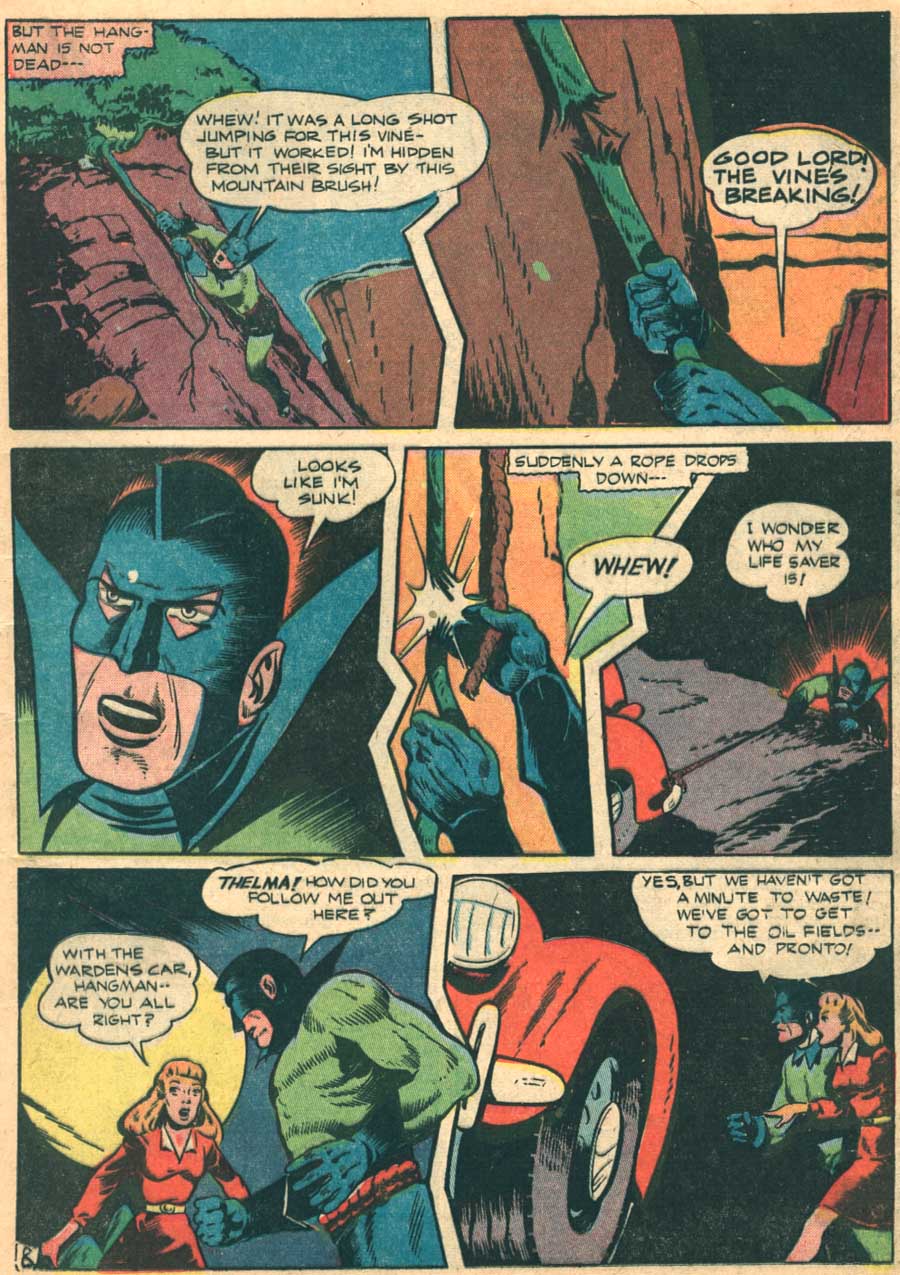 BUT THE HANG-
MAN IS NOT
DEAD---
WHEW! IT WAS A LONG SHOT
JUMPING FOR THIS VINE-
BUT IT WORKED! I'M HIDDEN
FROM THEIR SIGHT BY THIS
MOUNTAIN BRUSH!
GOOD LORD!
THE VINE'S
BREAKING!
LOOKS
LIKE I'M
SUNK!
SUDDENLY A ROPE DROPS
DOWN---
WHEW!
I WONDER
WHO MY
LIFE SAVER
IS!
WITH THE
WARDENS CAR,
HANGMAN--
ARE YOU ALL
RIGHT?
THELMA! HOW DID YOU
FOLLOW ME OUT
HERE?
YES, BUT WE HAVEN'T GOT
A MINUTE TO WASTE!
WE'VE GOT TO GET
TO THE OIL FIELDS--
AND PRONTO!